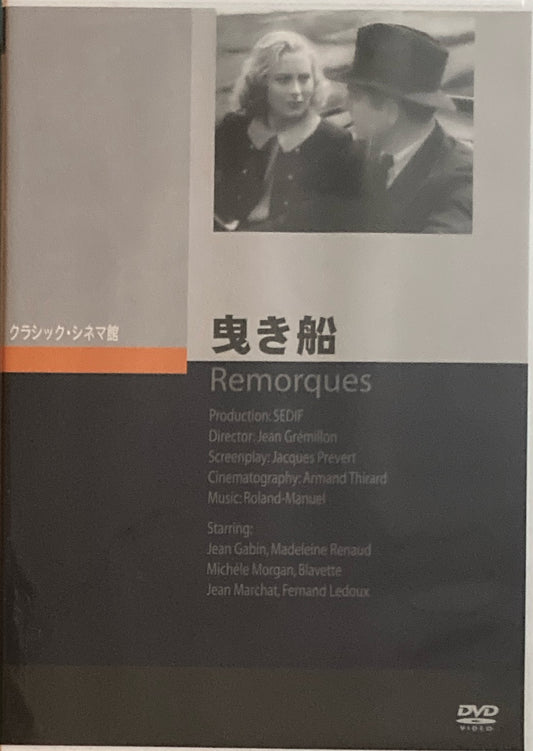 クラシック・シネマ館
曳き船
Remorques
Production: SEDIF
Director: Jean Grémillon
Screenplay: Jacques Prevert
Cinematography: Armand Thirard
Music: Roland-Manuel
Starring:
Jean Gabin, Madeleine Renaud
Michéle Morgan, Blavette
Jean Marchat, Fernand Ledoux
DVD
VIDEO